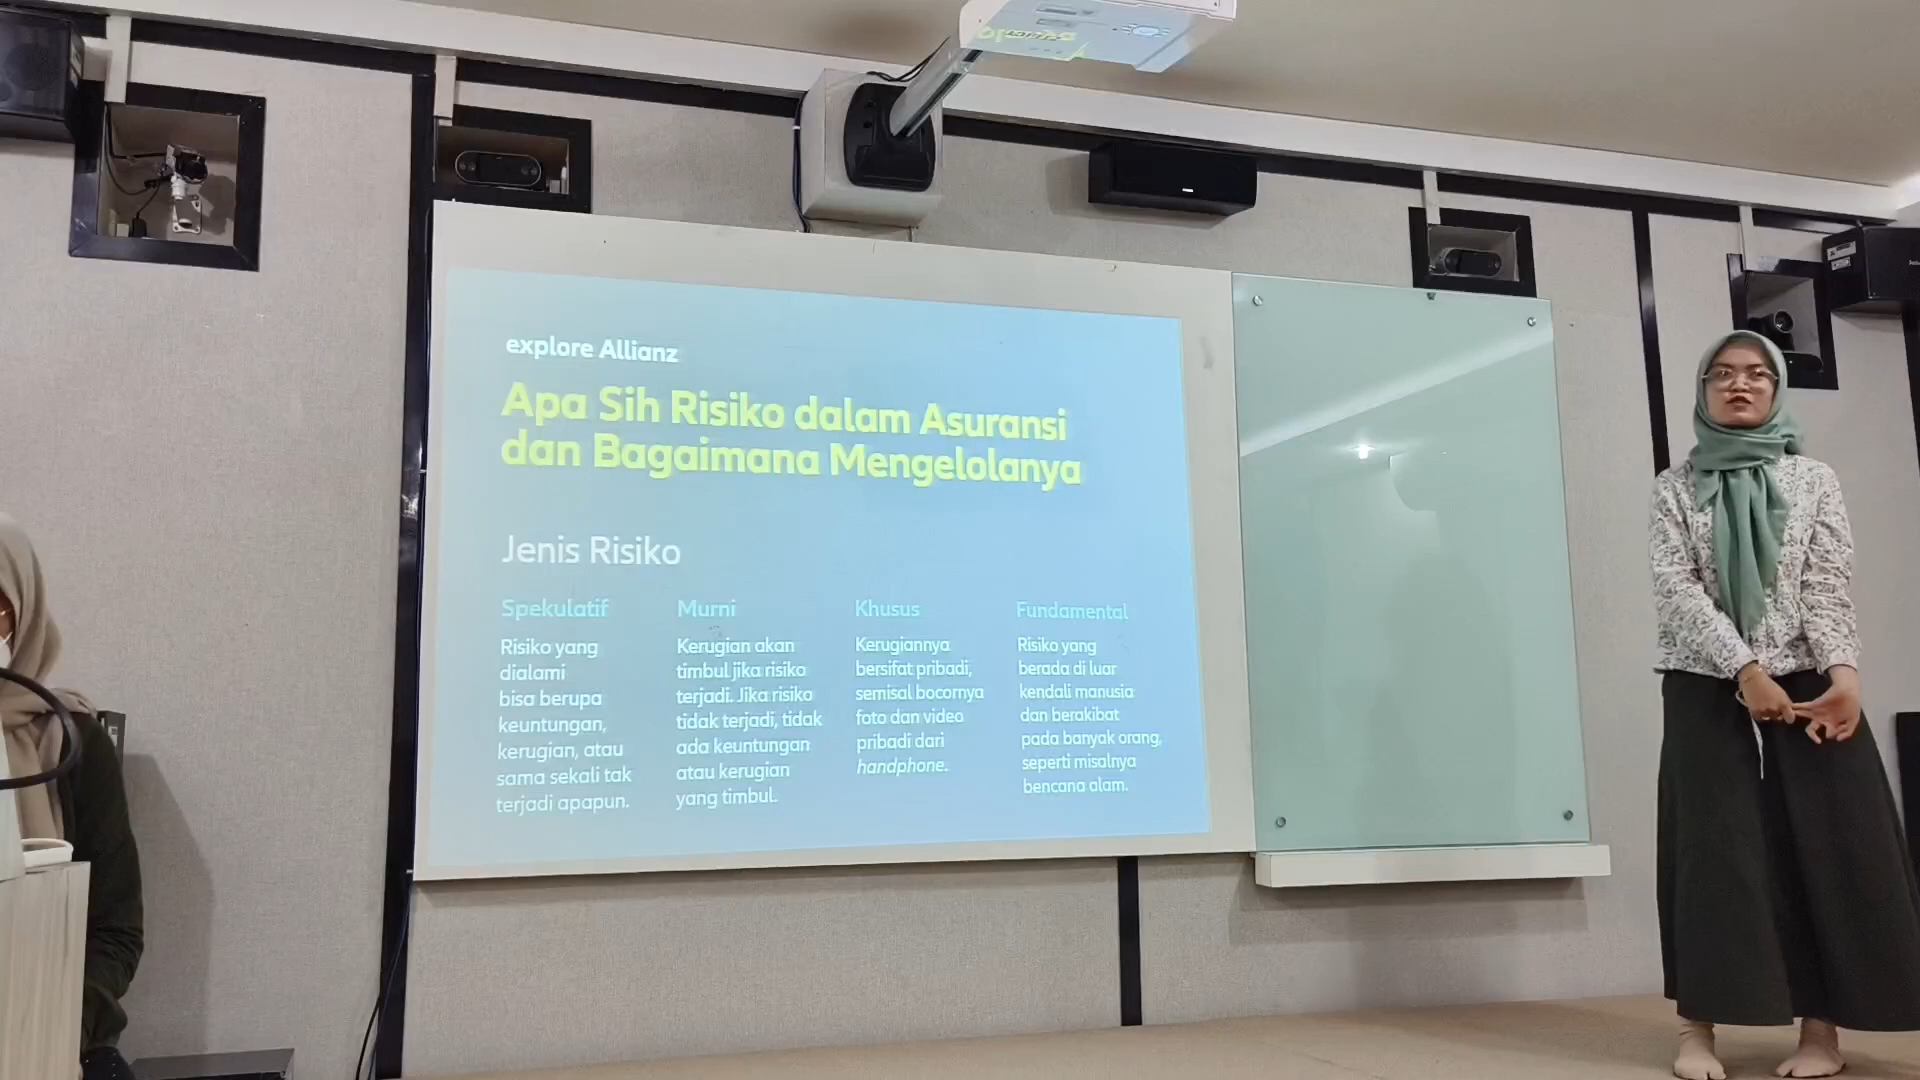 explore Allianz
Apa Sih Risiko dalam Asuransi
dan Bagaimana Mengelolanya
Jenis Risiko
Spekulatif
Risiko yang
dialami
bisa berupa
keuntungan,
kerugian, atau
sama sekali tak
terjadi apapun.
Murni
Kerugian akan
timbul jika risiko
terjadi. Jika risiko
tidak terjadi, tidak
ada keuntungan
atau kerugian
yang timbul.
Khusus
Kerugiannya
bersifat pribadi,
semisal bocornya
foto dan video
pribadi dari
handphone.
Fundamental
Risiko yang
berada di luar
kendali manusia
dan berakibat
pada banyak orang,
seperti misalnya
bencana alam.